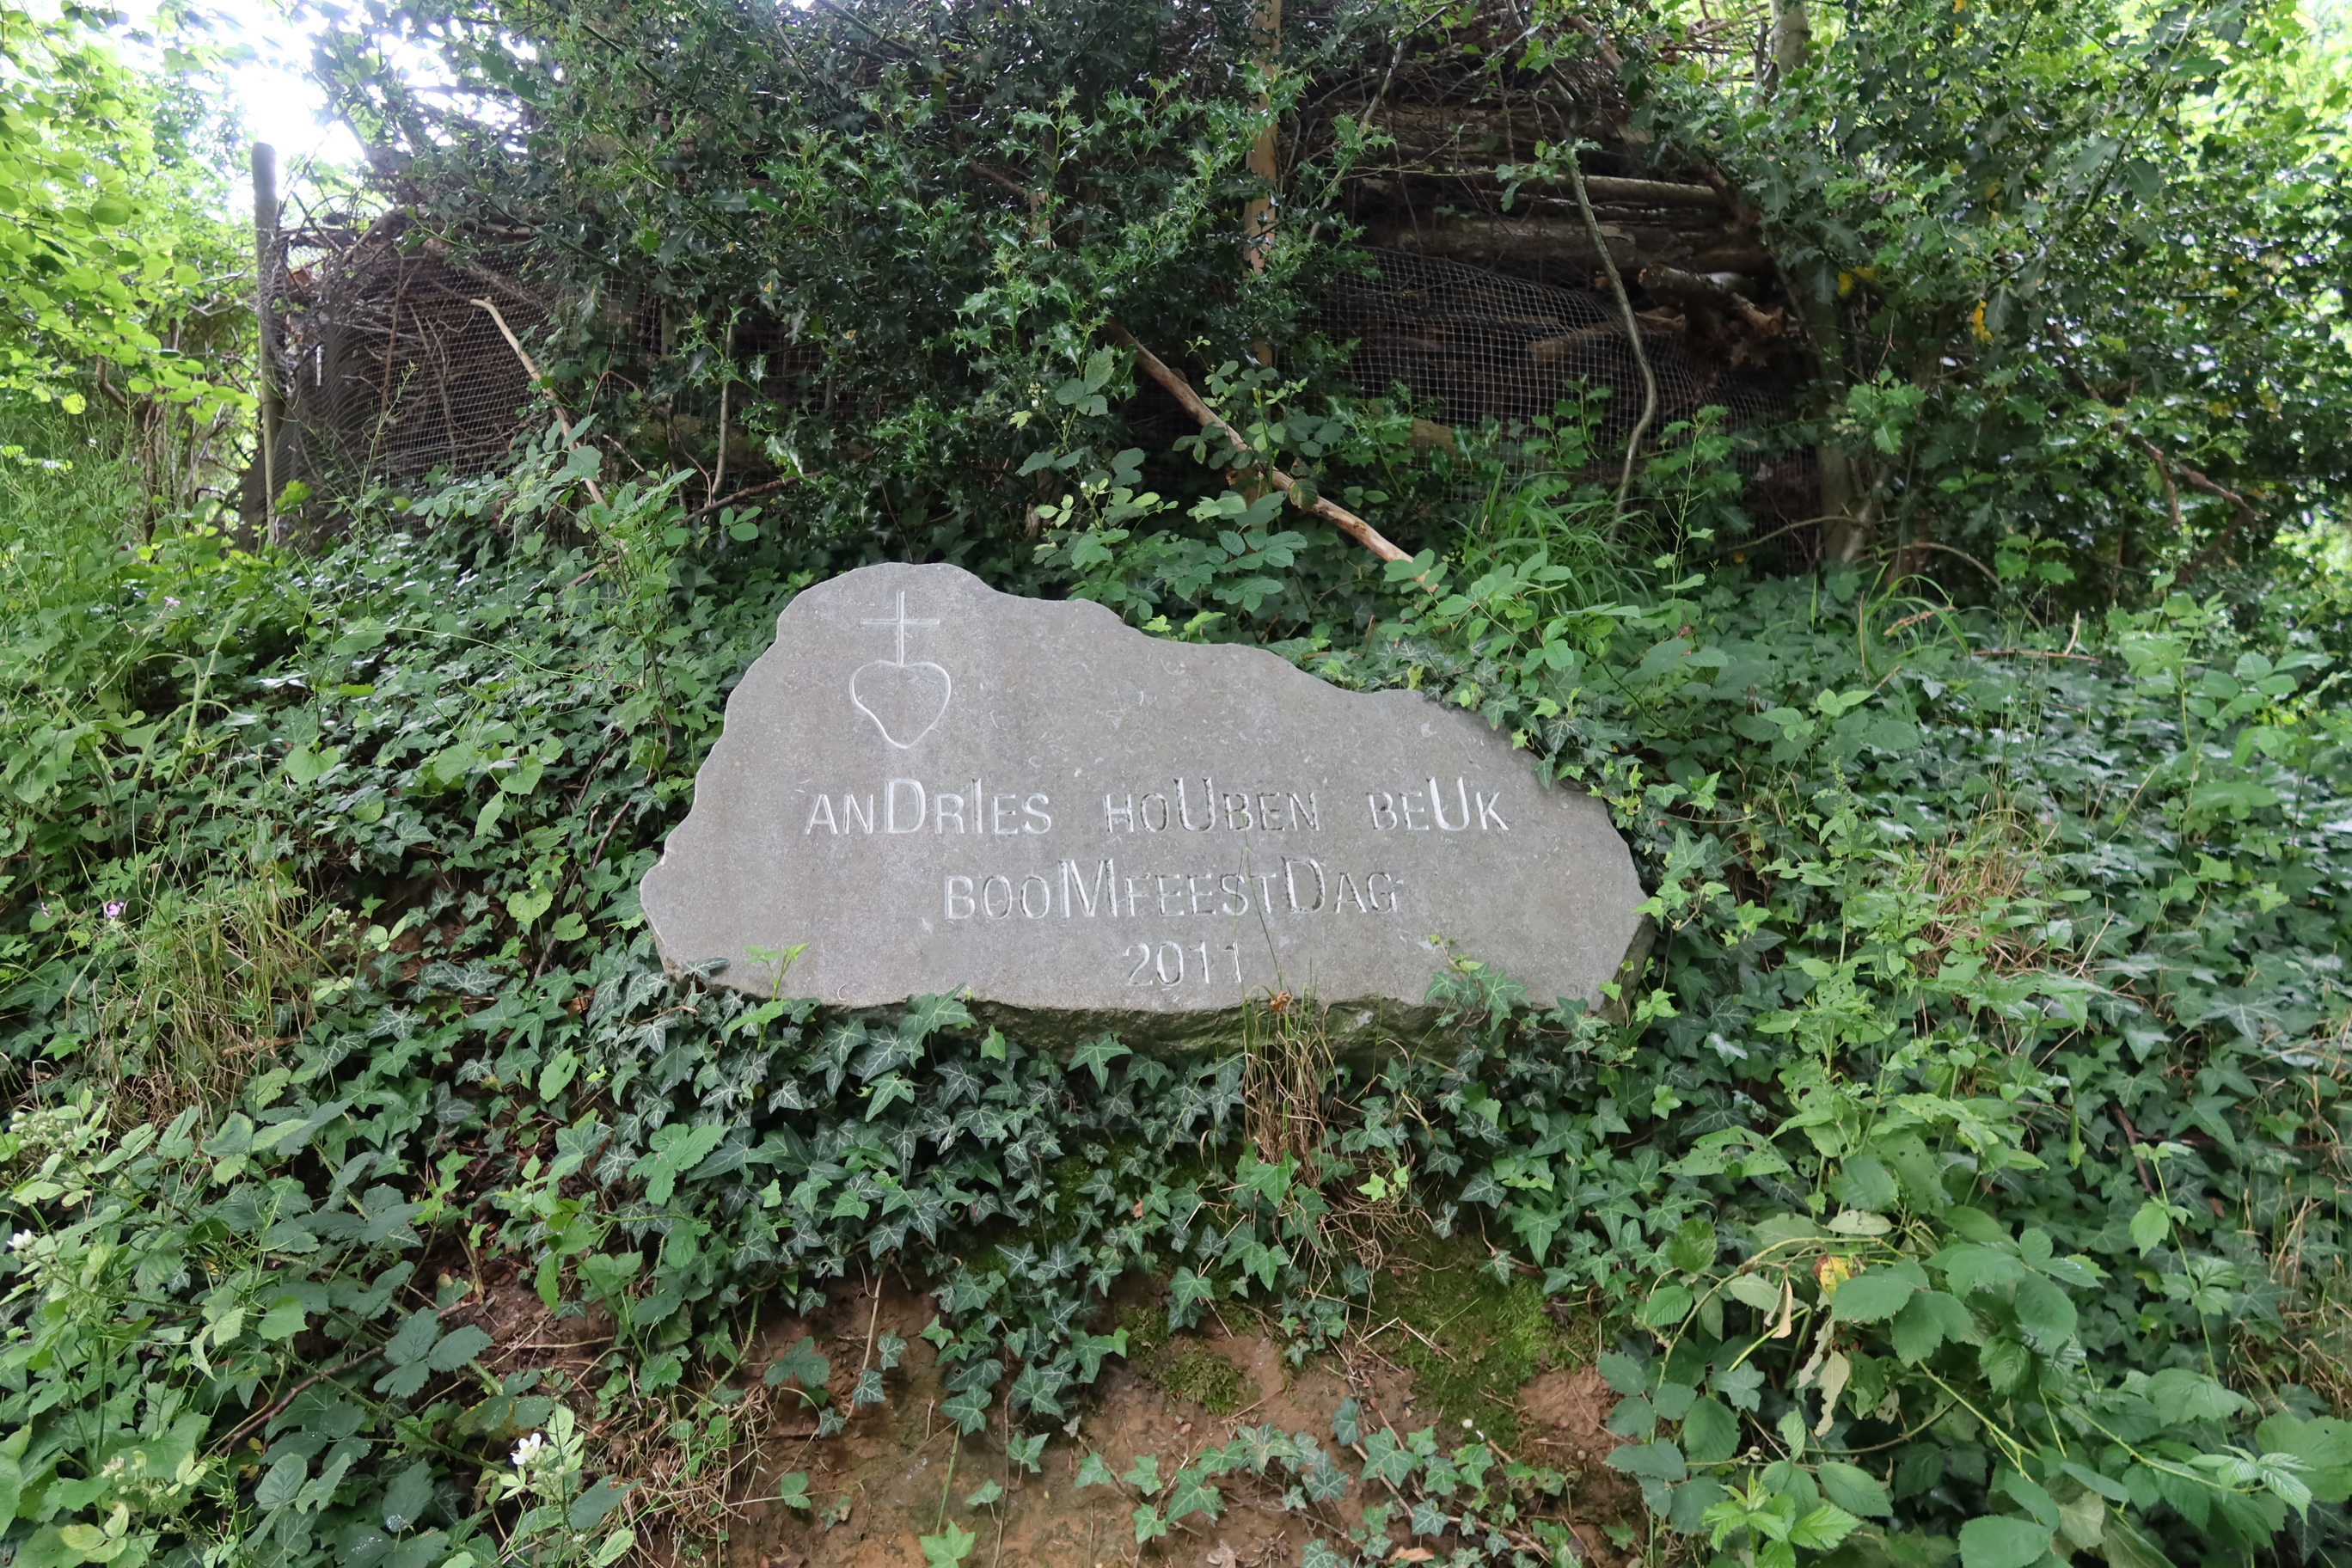 anDrIes hoUben beUk
booMfeestDag
2011